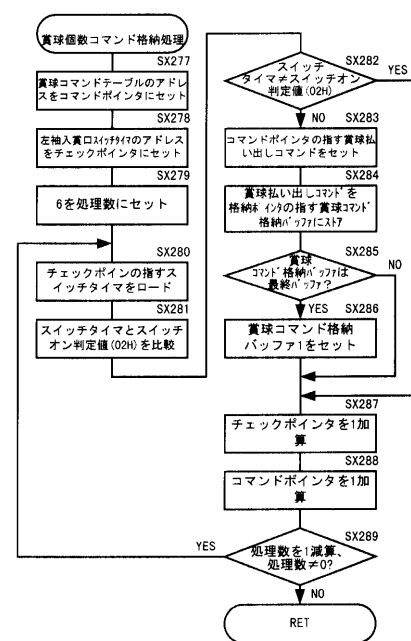 賞球個数コマンド格納処理
SX277
賞球コマンドテーブルのアドレ
スをコマンドポインタにセット
SX278
左袖入賞口スイッチタイマのアドレス
をチェックポインタにセット
SX279
6を処理数にセット
SX280
チェックポインの指すス
イッチタイマをロード
SX281
スイッチタイマとスイッチ
オン判定値(02H)を比較
SX282
スイッチ
タイマ≠スイッチオン
判定値(02H)
YES
NO
SX283
コマンドポインタの指す賞球払
い出しコマンドをセット
SX284
賞球払い出しコマンドを
格納ポインタの指す賞球コマンド
格納バッファにストア
SX285
賞球
コマンド格納バッファは
最終バッファ?
NO
YES
SX286
賞球コマンド格納
バッファ1をセット
SX287
チェックポインタを1加
算
SX288
コマンドポインタを1加
算
SX289
処理数を1減算、
処理数≠0?
YES
NO
RET